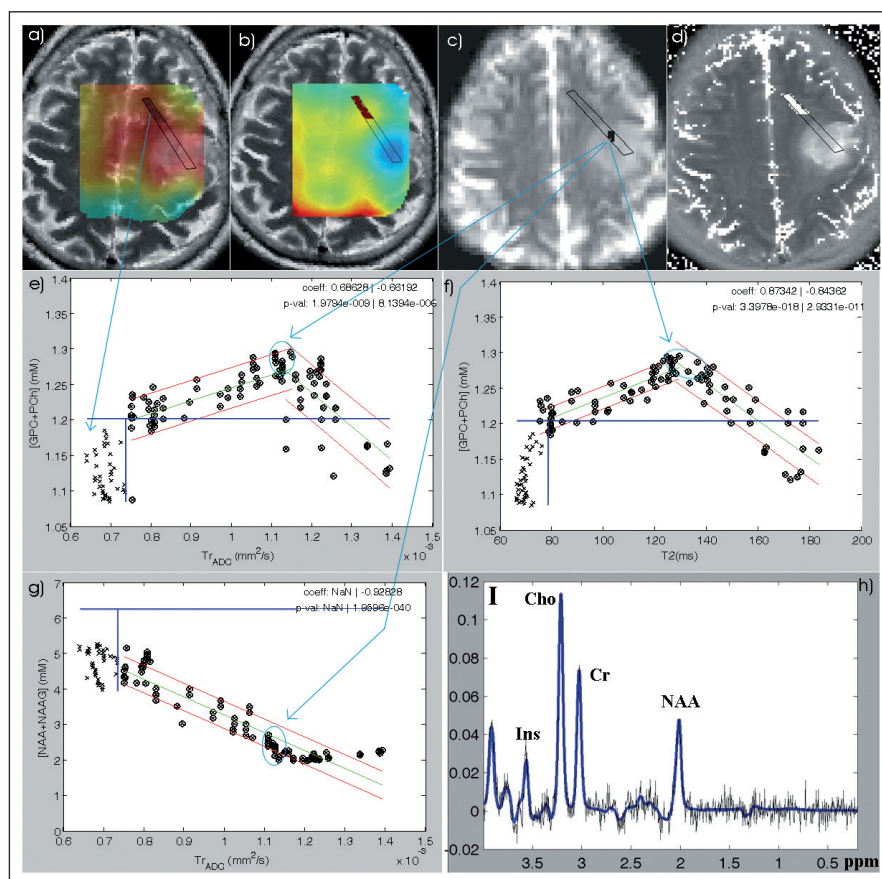 a)
b)
c)
d)
e)
coeff: 0.68628 | -0.66192
p-val: 1.9794e-009 | 8.1394e-006
[GPC+PCh] (mM)
1.4
1.35
1.3
1.25
1.2
1.15
1.1
1.05
0.6 0.7 0.8 0.9 1 1.1 1.2 1.3 1.4 1.5
Tr_ADC (mm²/s)
x 10⁻³
f)
coeff: 0.87342 | -0.84362
p-val: 3.3978e-018 | 2.9331e-011
[GPC+PCh] (mM)
1.4
1.35
1.3
1.25
1.2
1.15
1.1
1.05
40 60 80 100 120 140 160 180 200
T2(ms)
g)
coeff: NaN | -0.92828
p-val: NaN | 1.9596e-040
[NAA+NAAG] (mM)
7
6
5
4
3
2
1
0
0.6 0.7 0.8 0.9 1 1.1 1.2 1.3 1.4 1.5
Tr_ADC (mm²/s)
x 10⁻³
h)
I
Cho
Cr
NAA
Ins
0.12
0.1
0.08
0.06
0.04
0.02
0
-0.02
3.5 3 2.5 2 1.5 1 0.5 ppm